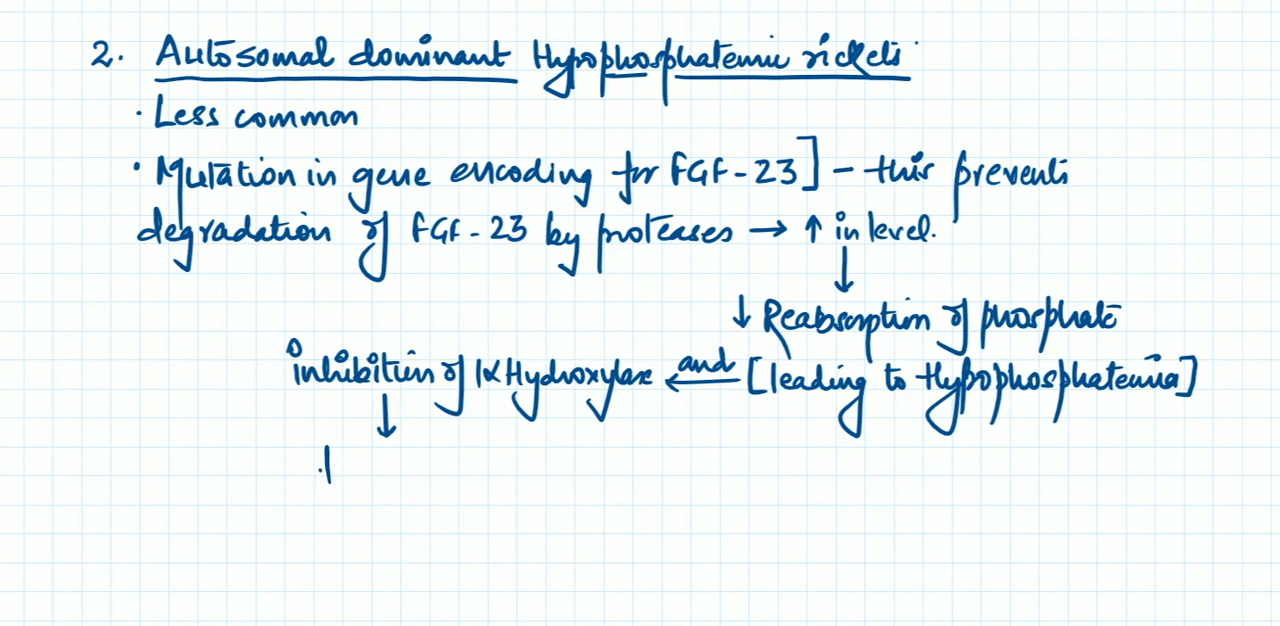 2. Autosomal dominant Hypophosphatemic rickets
· Less common
· Mutation in gene encoding for FGF-23] – this prevents
degradation of FGF-23 by proteases → ↑ in level.
↓
↓ Reabsorption of phosphate
inhibition of 1α Hydroxylase ← and [leading to Hypophosphatemia]
↓